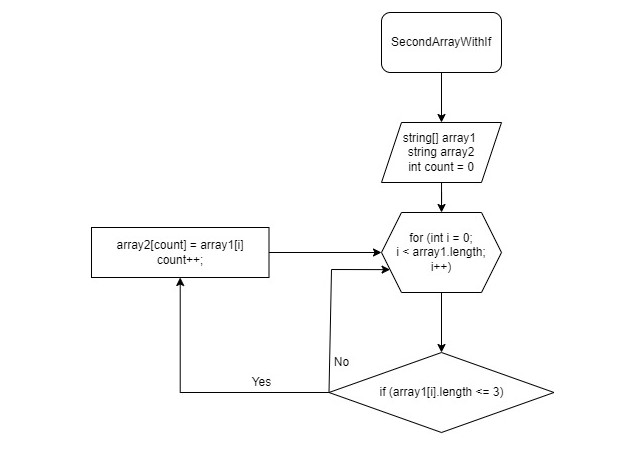 SecondArrayWithIf
string[] array1
string array2
int count = 0
for (int i = 0;
i < array1.length;
i++)
array2[count] = array1[i]
count++;
No
Yes
if (array1[i].length <= 3)